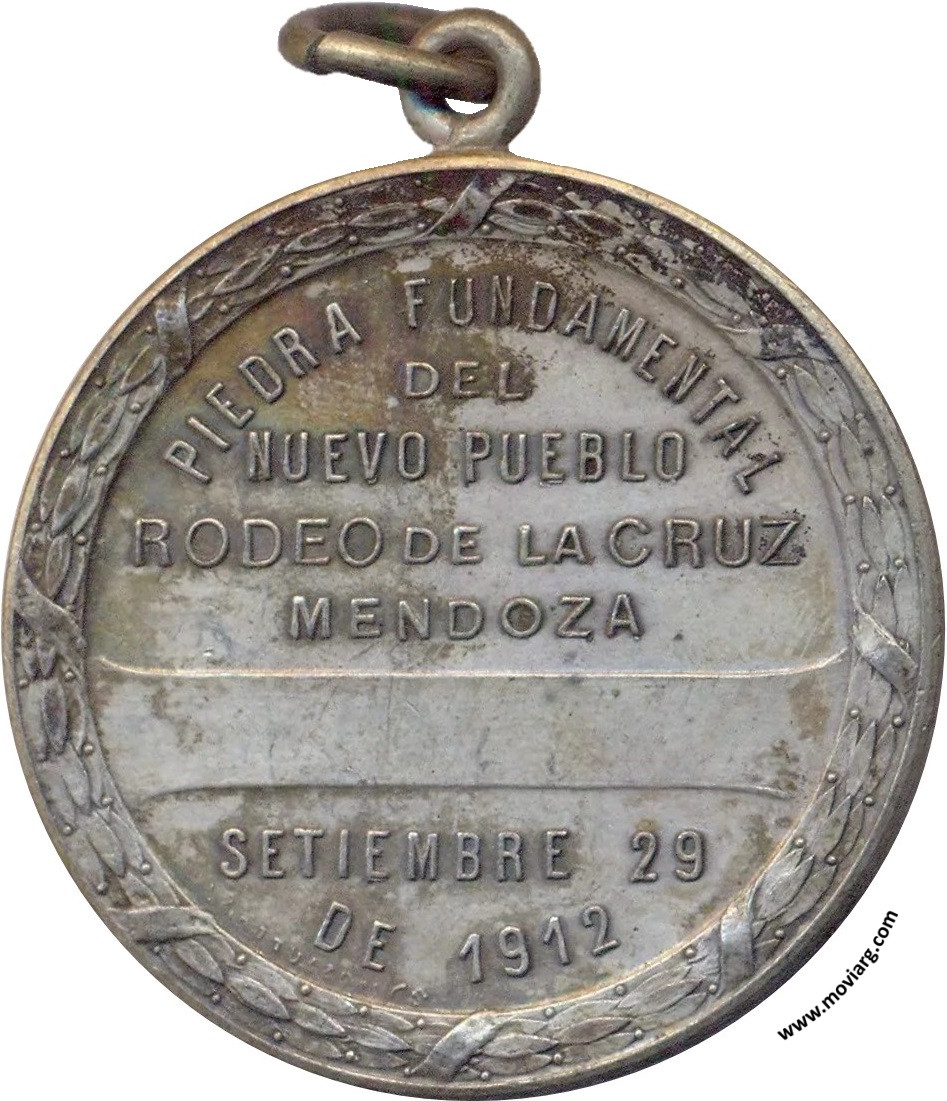 PIEDRA FUNDAMENTAL
DEL
NUEVO PUEBLO
RODEO DE LA CRUZ
MENDOZA
SETIEMBRE 29
DE 1912
www.moviarg.com